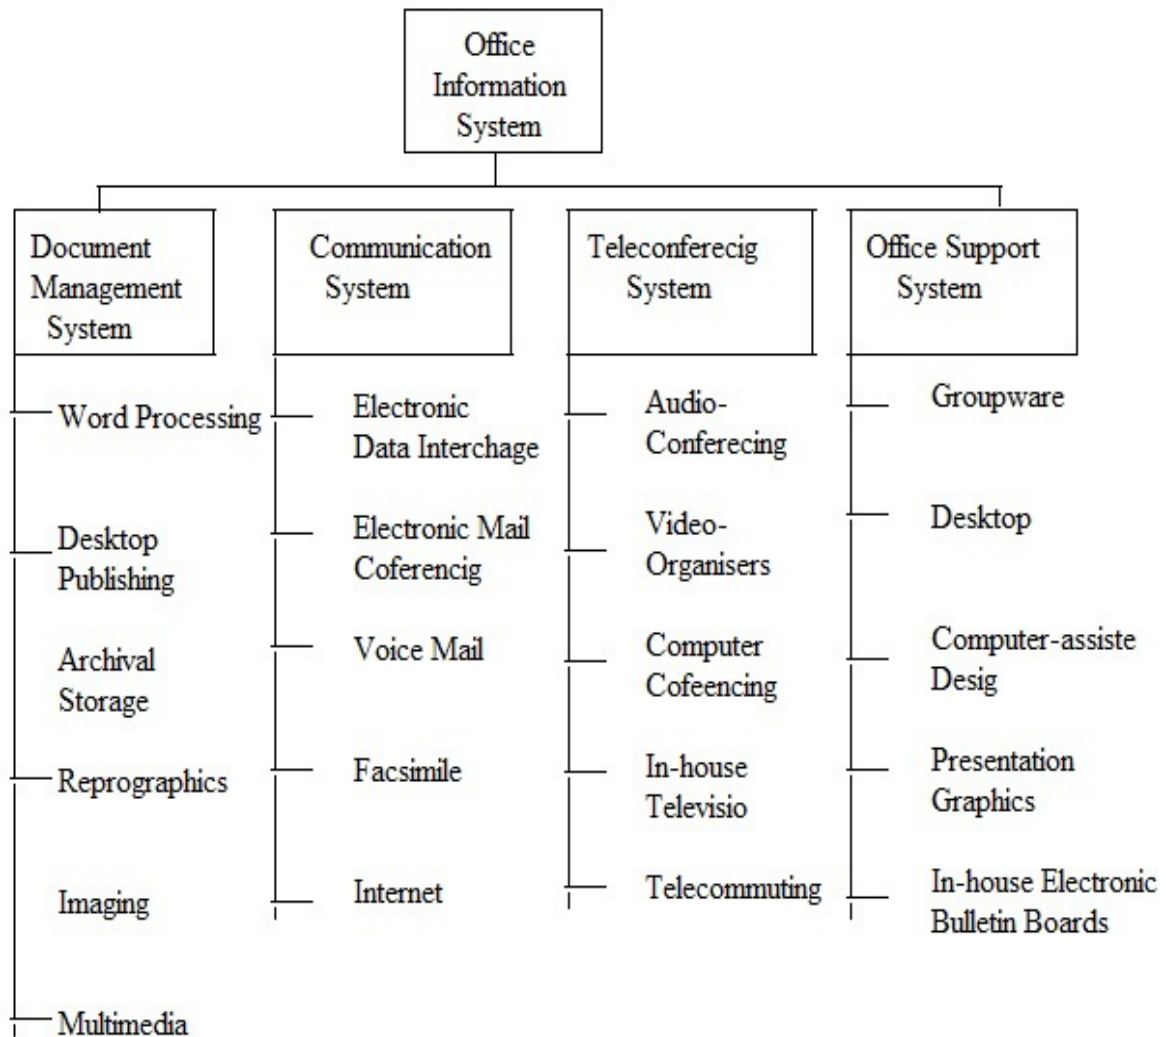 Office
Information
System
Document
Management
System
Word Processing
Desktop
Publishing
Archival
Storage
Reprographics
Imaging
Multimedia
Communication
System
Electronic
Data Interchage
Electronic Mail
Coferencig
Voice Mail
Facsimile
Internet
Teleconferecig
System
Audio-
Conferecing
Video-
Organisers
Computer
Cofeencing
In-house
Televisio
Telecommuting
Office Support
System
Groupware
Desktop
Computer-assiste
Desig
Presentation
Graphics
In-house Electronic
Bulletin Boards